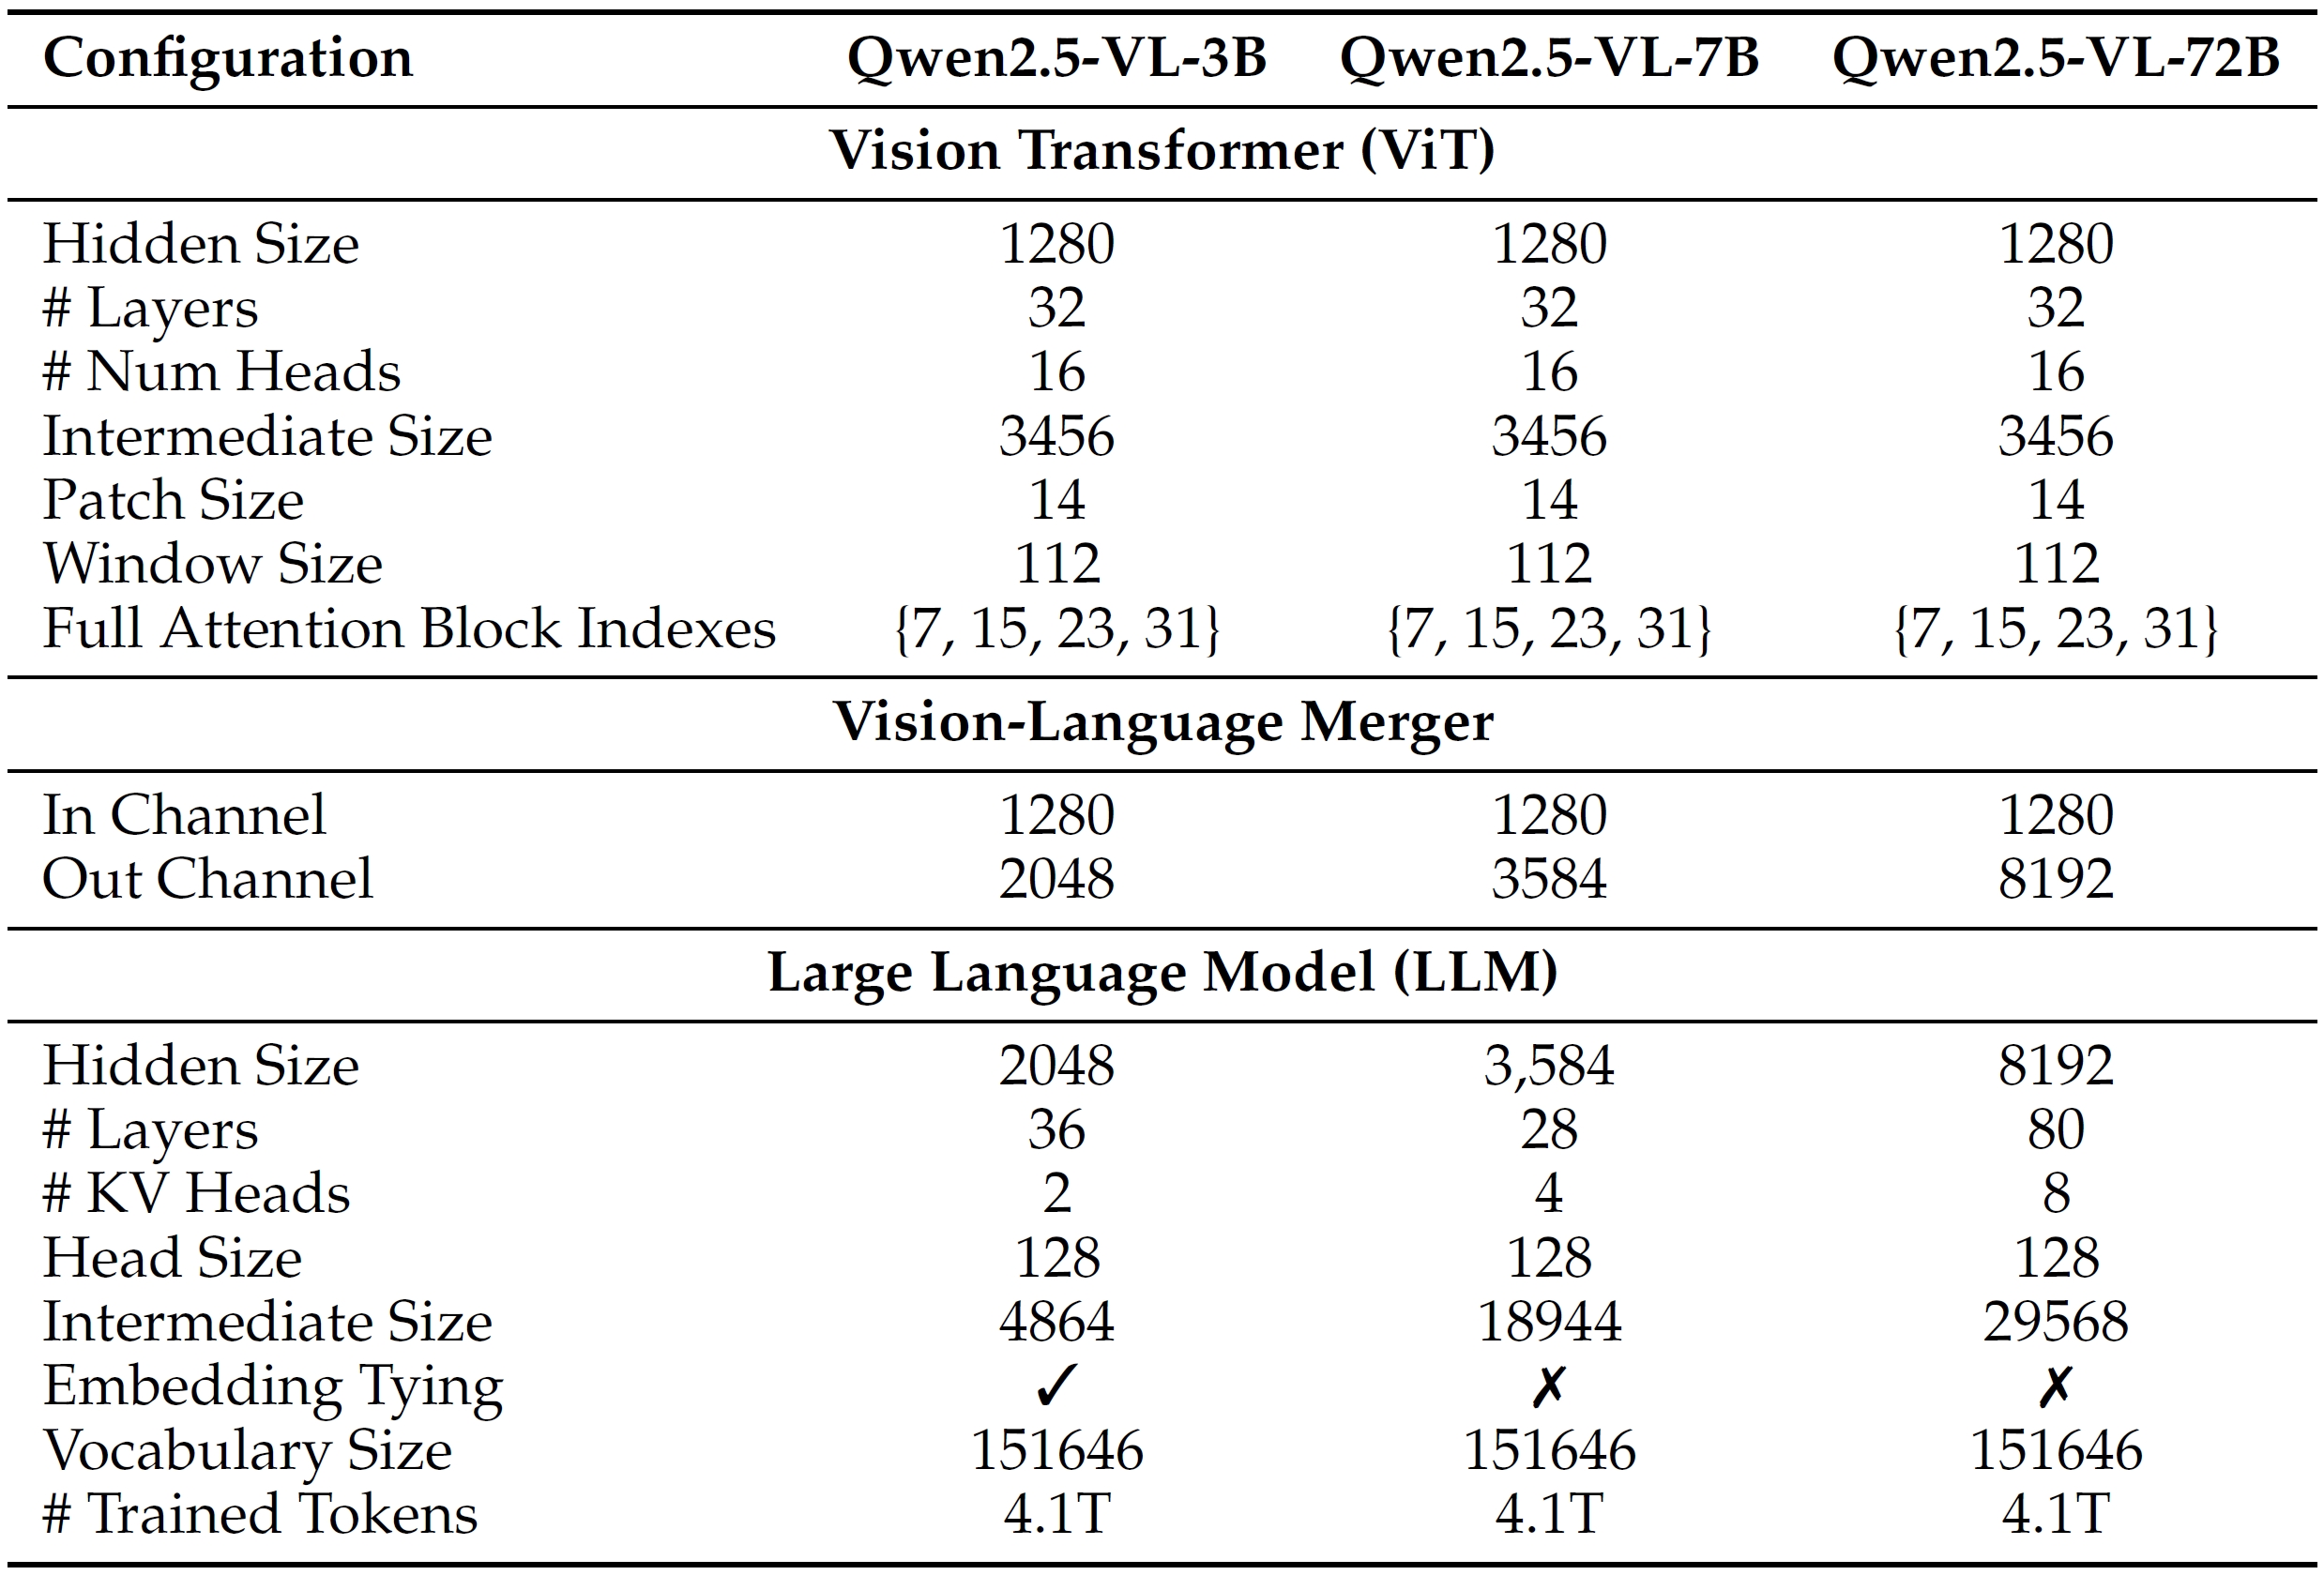 Configuration Qwen2.5-VL-3B Qwen2.5-VL-7B Qwen2.5-VL-72B
Vision Transformer (ViT)
Hidden Size 1280 1280 1280
# Layers 32 32 32
# Num Heads 16 16 16
Intermediate Size 3456 3456 3456
Patch Size 14 14 14
Window Size 112 112 112
Full Attention Block Indexes {7, 15, 23, 31} {7, 15, 23, 31} {7, 15, 23, 31}
Vision-Language Merger
In Channel 1280 1280 1280
Out Channel 2048 3584 8192
Large Language Model (LLM)
Hidden Size 2048 3,584 8192
# Layers 36 28 80
# KV Heads 2 4 8
Head Size 128 128 128
Intermediate Size 4864 18944 29568
Embedding Tying ✓ ✗ ✗
Vocabulary Size 151646 151646 151646
# Trained Tokens 4.1T 4.1T 4.1T